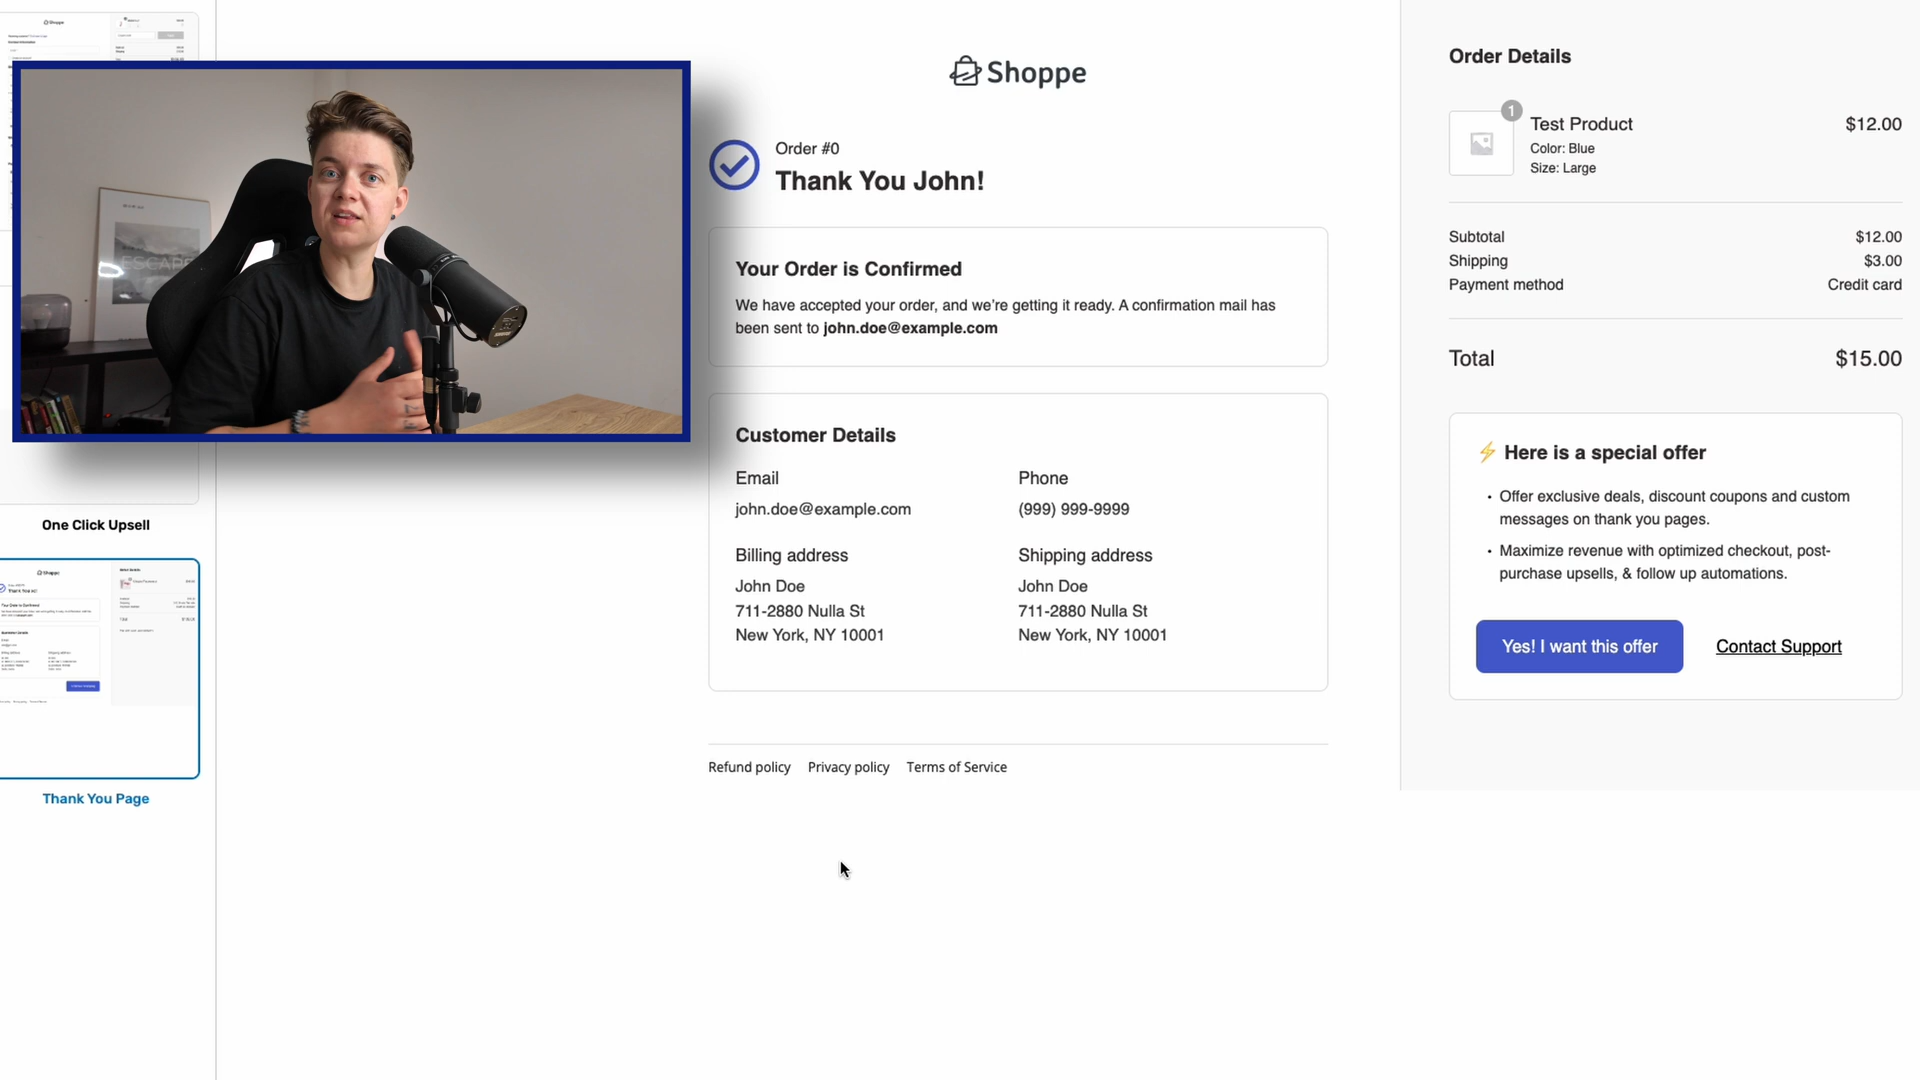 Shoppe
Order #0
Thank You John!
Your Order is Confirmed
We have accepted your order, and we’re getting it ready. A confirmation mail has
been sent to john.doe@example.com
Customer Details
Email
john.doe@example.com
Phone
(999) 999-9999
Billing address
John Doe
711-2880 Nulla St
New York, NY 10001
Shipping address
John Doe
711-2880 Nulla St
New York, NY 10001
Refund policy Privacy policy Terms of Service
Order Details
1
Test Product $12.00
Color: Blue
Size: Large
Subtotal $12.00
Shipping $3.00
Payment method Credit card
Total $15.00
⚡ Here is a special offer
• Offer exclusive deals, discount coupons and custom
messages on thank you pages.
• Maximize revenue with optimized checkout, post-
purchase upsells, & follow up automations.
Yes! I want this offer Contact Support
One Click Upsell
Shoppe
Thank You Page
ESCAPE